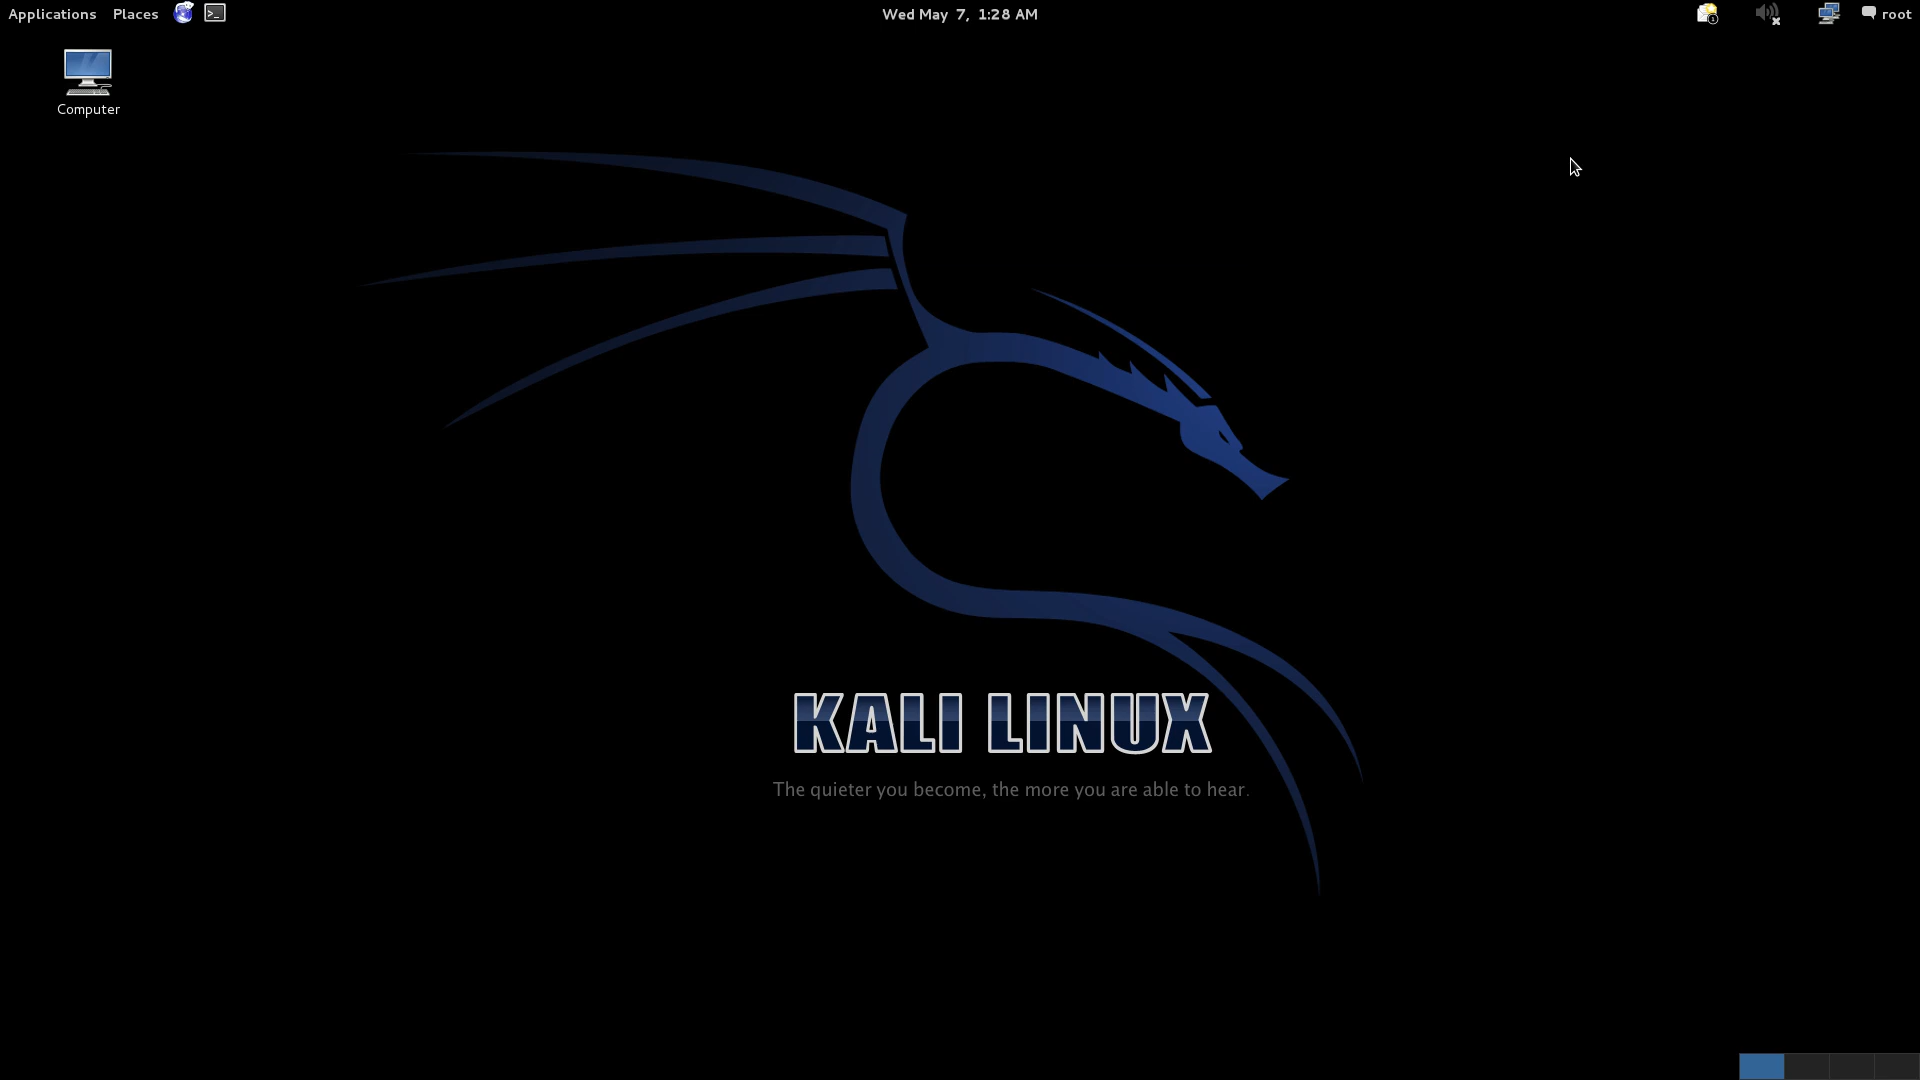 Applications Places Wed May 7, 1:28 AM root
Computer
KALI LINUX
The quieter you become, the more you are able to hear.